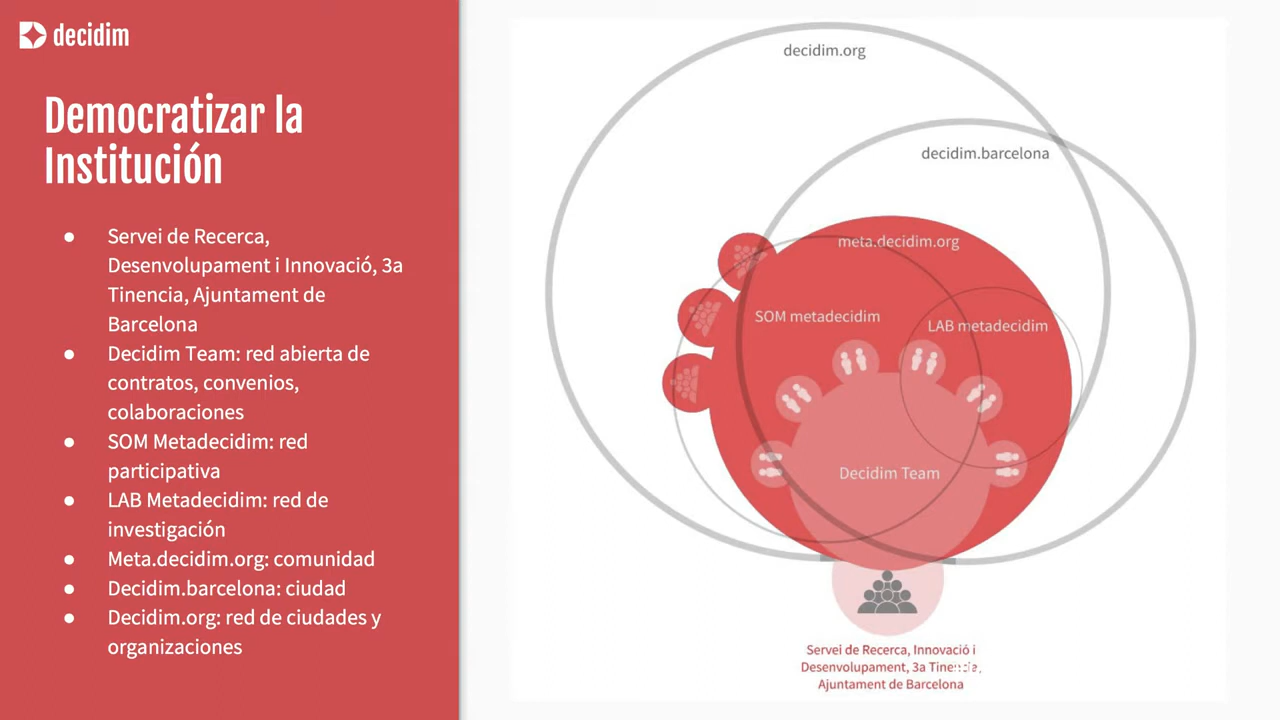 decidim
Democratizar la
Institución
● Servei de Recerca,
Desenvolupament i Innovació, 3a
Tinencia, Ajuntament de
Barcelona
● Decidim Team: red abierta de
contratos, convenios,
colaboraciones
● SOM Metadecidim: red
participativa
● LAB Metadecidim: red de
investigación
● Meta.decidim.org: comunidad
● Decidim.barcelona: ciudad
● Decidim.org: red de ciudades y
organizaciones
decidim.org
decidim.barcelona
meta.decidim.org
SOM metadecidim
LAB metadecidim
Decidim Team
Servei de Recerca, Innovació i
Desenvolupament, 3a Tinencia,
Ajuntament de Barcelona